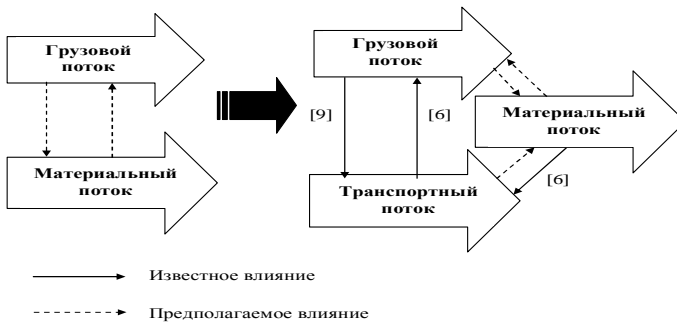 Грузовой
поток
Материальный
поток
Грузовой
поток
[9]
[6]
Материальный
поток
Транспортный
поток
[6]
Известное влияние
Предполагаемое влияние